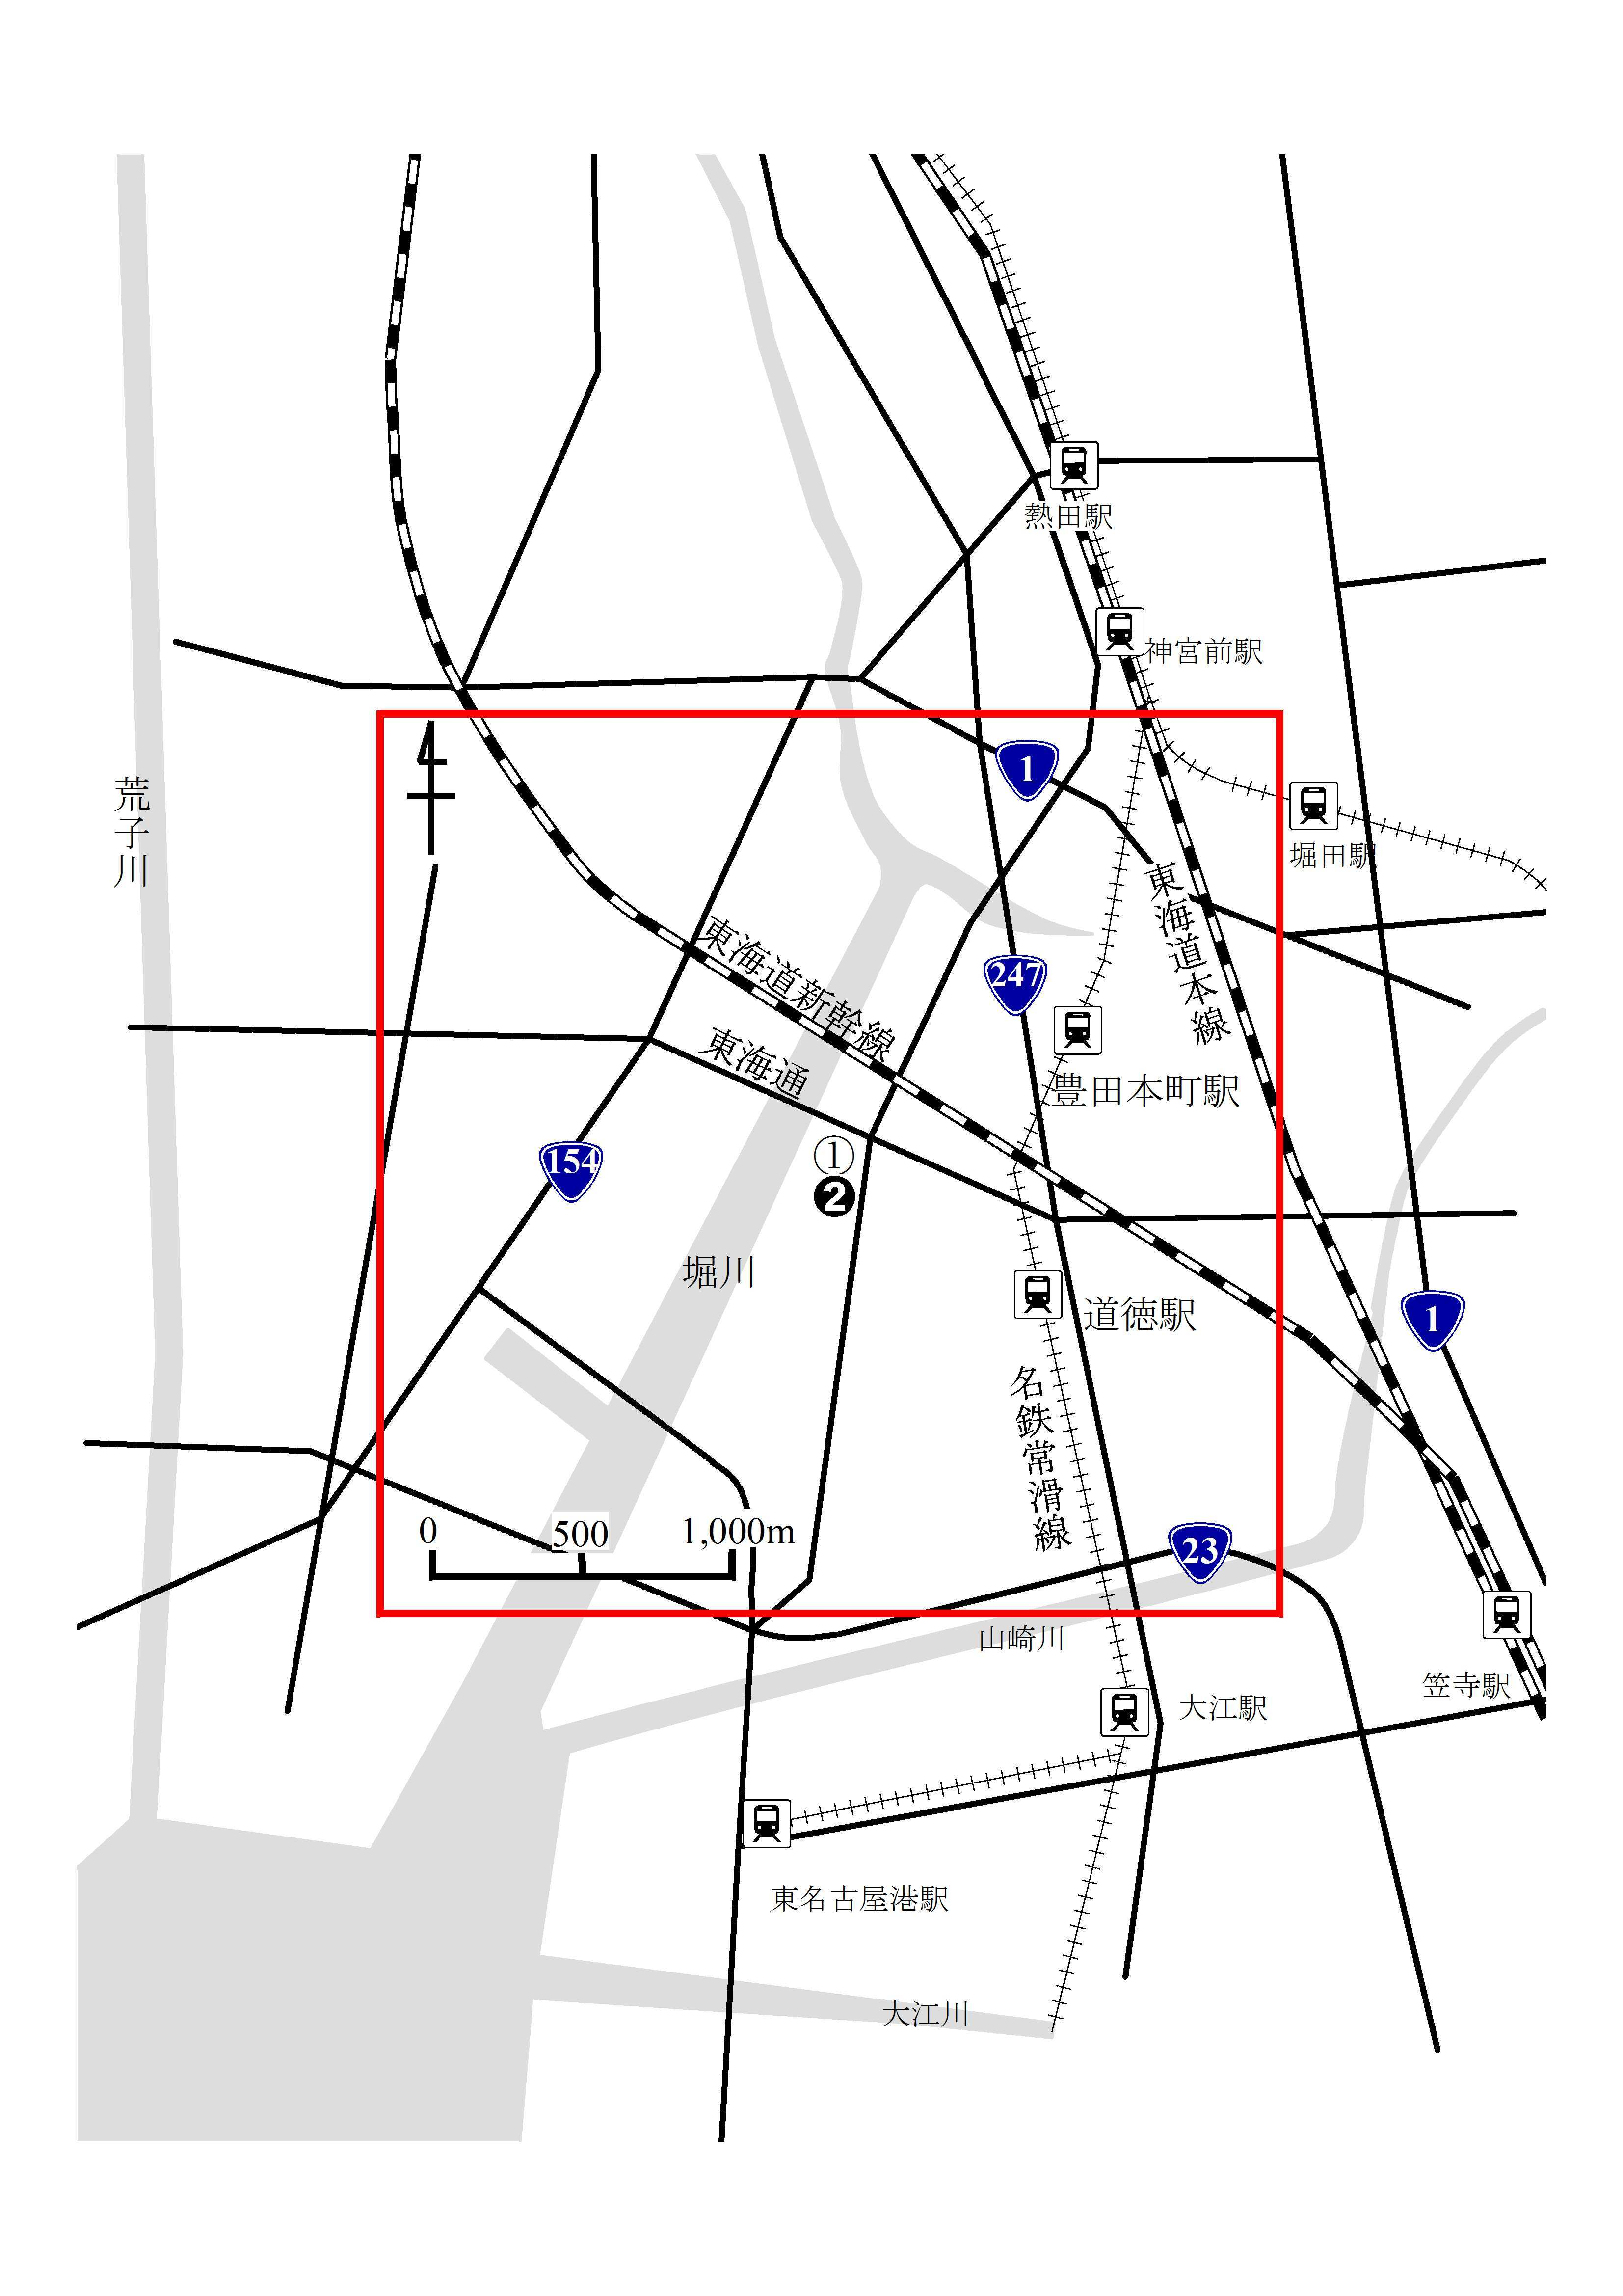 熱田駅
神宮前駅
1
荒子川
堀田駅
東海道本線
東海道新幹線
247
東海通
豊田本町駅
154
①
❷
堀川
道徳駅
1
名鉄常滑線
0
500
1,000m
23
山崎川
笠寺駅
大江駅
東名古屋港駅
大江川